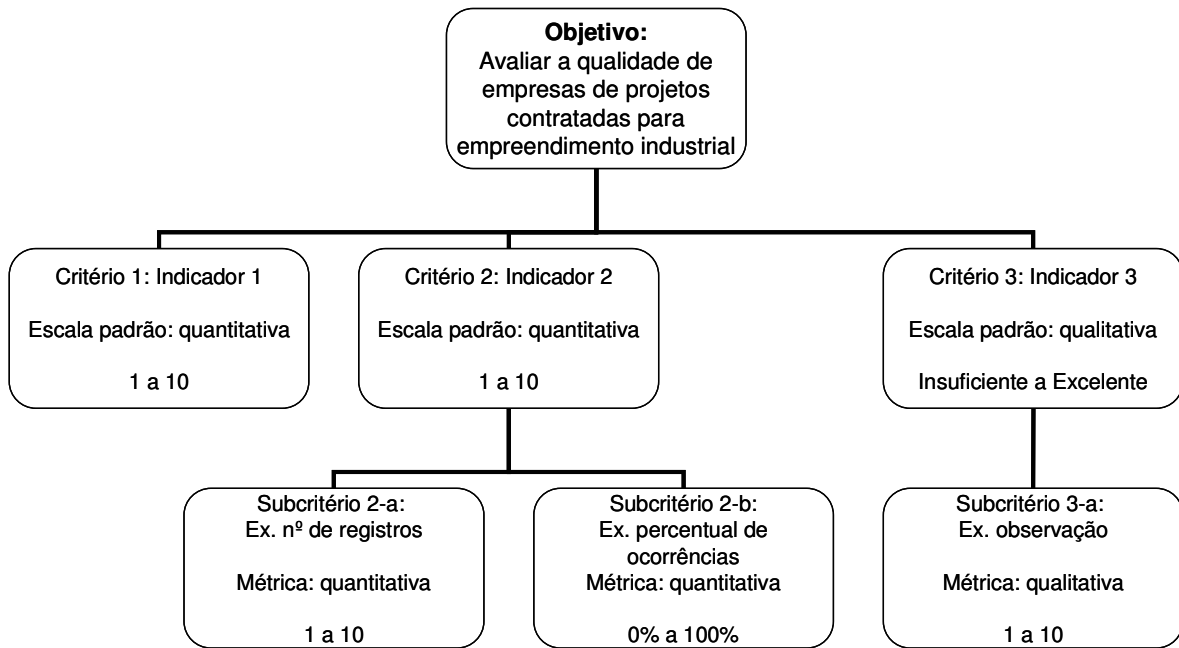 Objetivo:
Avaliar a qualidade de
empresas de projetos
contratadas para
empreendimento industrial
Critério 1: Indicador 1
Escala padrão: quantitativa
1 a 10
Critério 2: Indicador 2
Escala padrão: quantitativa
1 a 10
Critério 3: Indicador 3
Escala padrão: qualitativa
Insuficiente a Excelente
Subcritério 2-a:
Ex. nº de registros
Métrica: quantitativa
1 a 10
Subcritério 2-b:
Ex. percentual de
ocorrências
Métrica: quantitativa
0% a 100%
Subcritério 3-a:
Ex. observação
Métrica: qualitativa
1 a 10